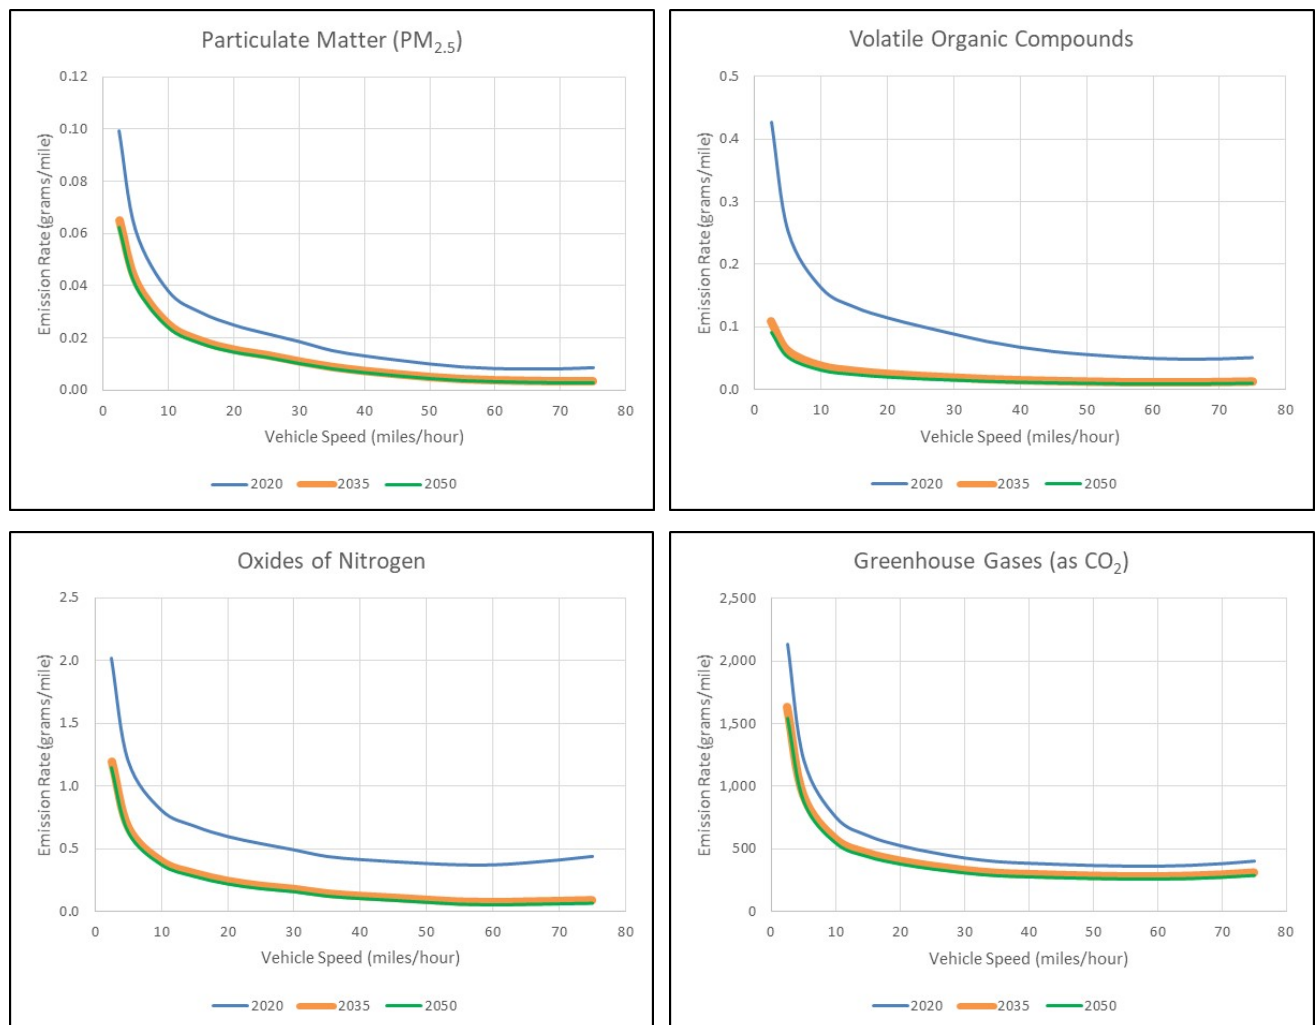 Particulate Matter (PM2.5)
Emission Rate (grams/mile)
0.12
0.10
0.08
0.06
0.04
0.02
0.00
0 10 20 30 40 50 60 70 80
Vehicle Speed (miles/hour)
2020 2035 2050
Volatile Organic Compounds
Emission Rate (grams/mile)
0.5
0.4
0.3
0.2
0.1
0.0
0 10 20 30 40 50 60 70 80
Vehicle Speed (miles/hour)
2020 2035 2050
Oxides of Nitrogen
Emission Rate (grams/mile)
2.5
2.0
1.5
1.0
0.5
0.0
0 10 20 30 40 50 60 70 80
Vehicle Speed (miles/hour)
2020 2035 2050
Greenhouse Gases (as CO2)
Emission Rate (grams/mile)
2,500
2,000
1,500
1,000
500
0
0 10 20 30 40 50 60 70 80
Vehicle Speed (miles/hour)
2020 2035 2050